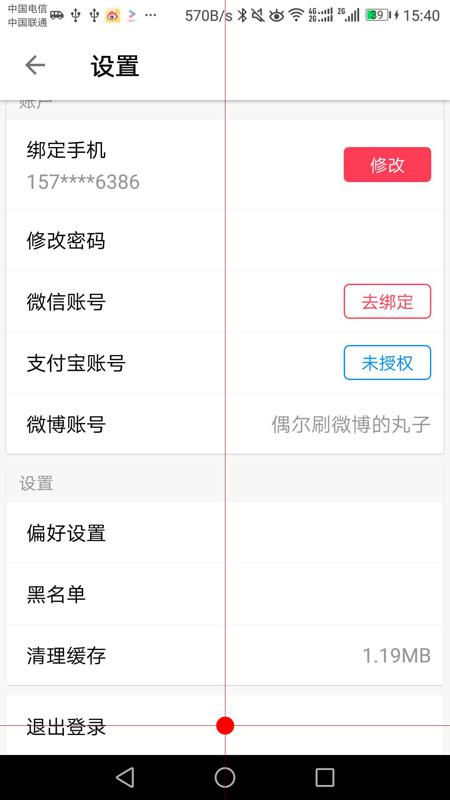 中国电信
中国联通
570B/s
4G
2G
2G
39
15:40
设置
账户
绑定手机
157****6386
修改
修改密码
微信账号
去绑定
支付宝账号
未授权
微博账号
偶尔刷微博的丸子
设置
偏好设置
黑名单
清理缓存
1.19MB
退出登录